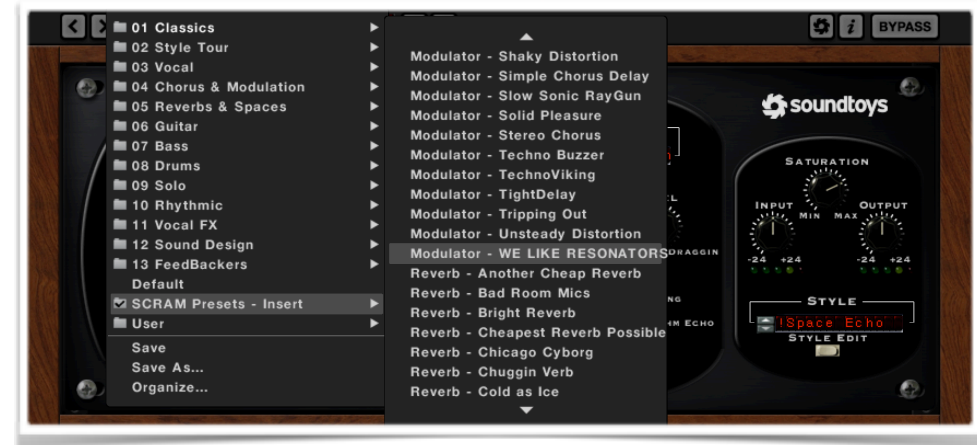 BYPASS
01 Classics
02 Style Tour
03 Vocal
04 Chorus & Modulation
05 Reverbs & Spaces
06 Guitar
07 Bass
08 Drums
09 Solo
10 Rhythmic
11 Vocal FX
12 Sound Design
13 FeedBackers
Default
SCRAM Presets - Insert
User
Save
Save As...
Organize...
Modulator - Shaky Distortion
Modulator - Simple Chorus Delay
Modulator - Slow Sonic RayGun
Modulator - Solid Pleasure
Modulator - Stereo Chorus
Modulator - Techno Buzzer
Modulator - TechnoViking
Modulator - TightDelay
Modulator - Tripping Out
Modulator - Unsteady Distortion
Modulator - WE LIKE RESONATORS
Reverb - Another Cheap Reverb
Reverb - Bad Room Mics
Reverb - Bright Reverb
Reverb - Cheapest Reverb Possible
Reverb - Chicago Cyborg
Reverb - Chuggin Verb
Reverb - Cold as Ice
DRAGGIN
Echo
soundtoys
SATURATION
MIN MAX
INPUT OUTPUT
-24 +24 -24 +24
STYLE
!Space Echo
STYLE EDIT